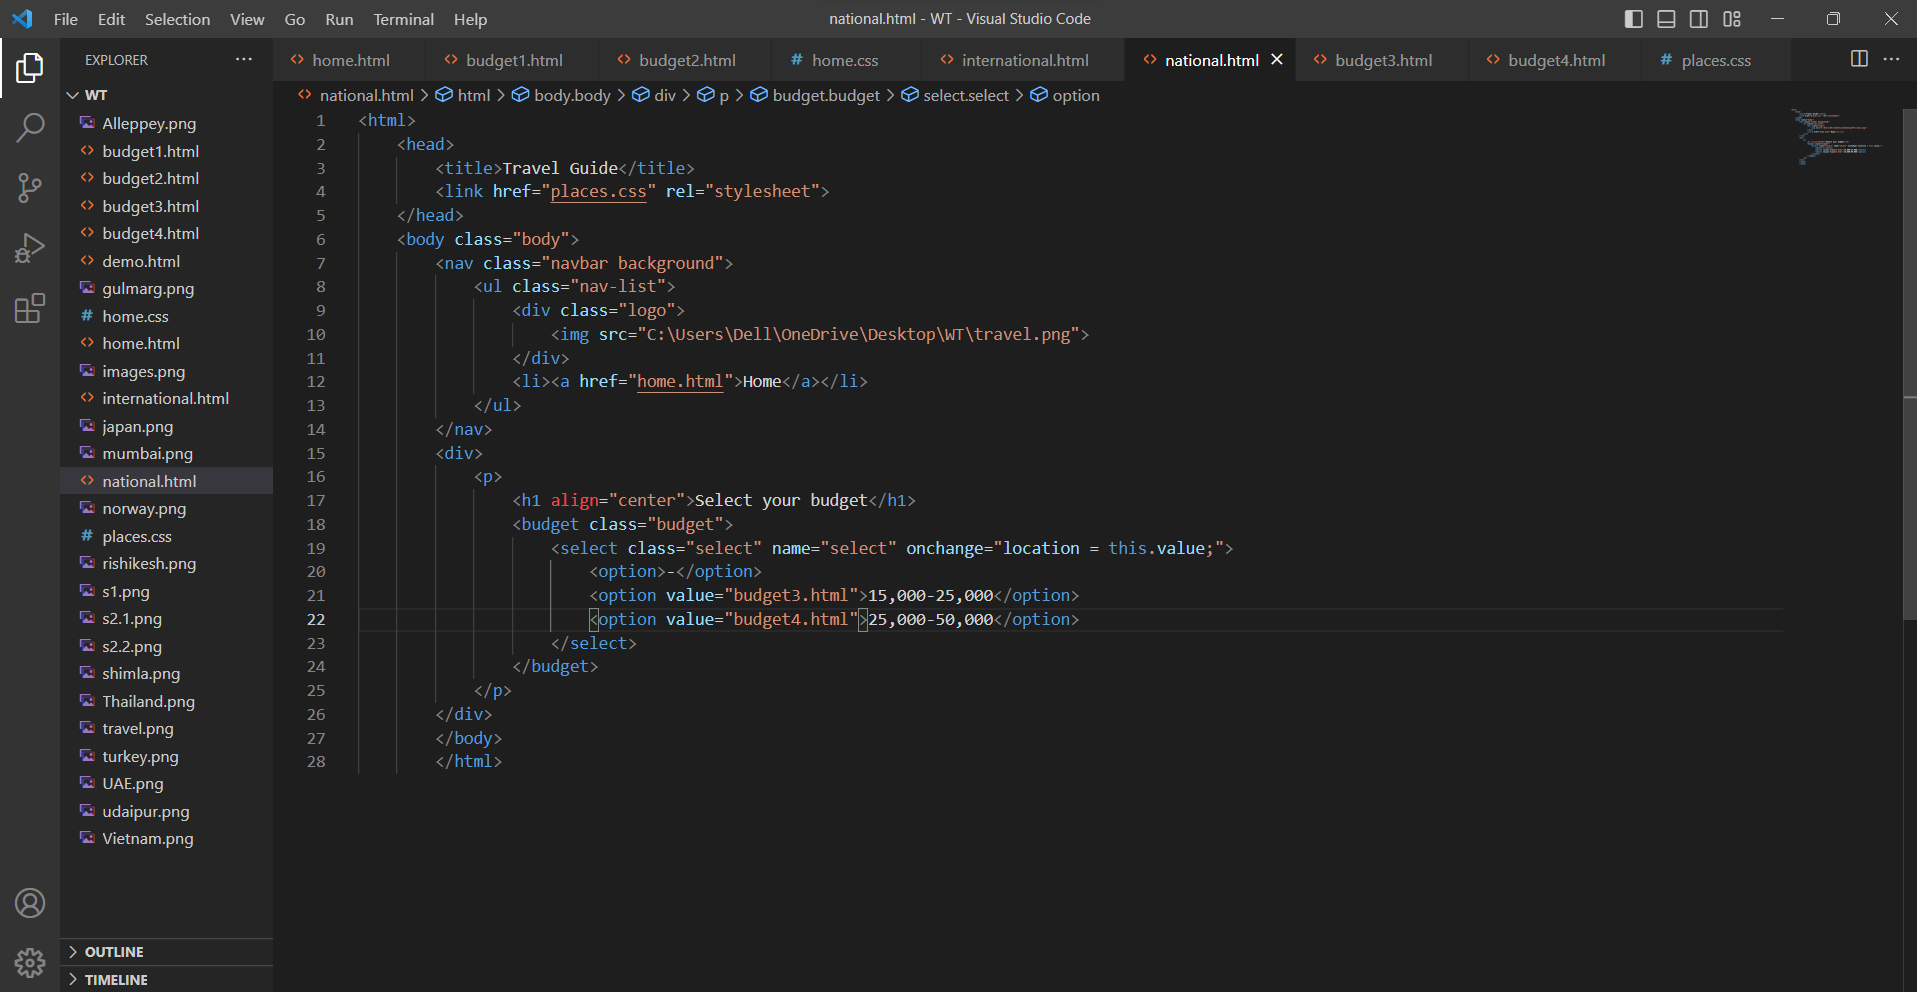 File Edit Selection View Go Run Terminal Help
national.html - WT - Visual Studio Code
EXPLORER
home.html budget1.html budget2.html # home.css international.html national.html budget3.html budget4.html # places.css
WT
national.html > html > body.body > div > p > budget.budget > select.select > option
Alleppey.png
budget1.html
budget2.html
budget3.html
budget4.html
demo.html
gulmarg.png
# home.css
home.html
images.png
international.html
japan.png
mumbai.png
national.html
norway.png
# places.css
rishikesh.png
s1.png
s2.1.png
s2.2.png
shimla.png
Thailand.png
travel.png
turkey.png
UAE.png
udaipur.png
Vietnam.png
OUTLINE
TIMELINE
1 <html>
2 <head>
3 <title>Travel Guide</title>
4 <link href="places.css" rel="stylesheet">
5 </head>
6 <body class="body">
7 <nav class="navbar background">
8 <ul class="nav-list">
9 <div class="logo">
10 <img src="C:\Users\Dell\OneDrive\Desktop\WT\travel.png">
11 </div>
12 <li><a href="home.html">Home</a></li>
13 </ul>
14 </nav>
15 <div>
16 <p>
17 <h1 align="center">Select your budget</h1>
18 <budget class="budget">
19 <select class="select" name="select" onchange="location = this.value;">
20 <option>-</option>
21 <option value="budget3.html">15,000-25,000</option>
22 <option value="budget4.html">25,000-50,000</option>
23 </select>
24 </budget>
25 </p>
26 </div>
27 </body>
28 </html>